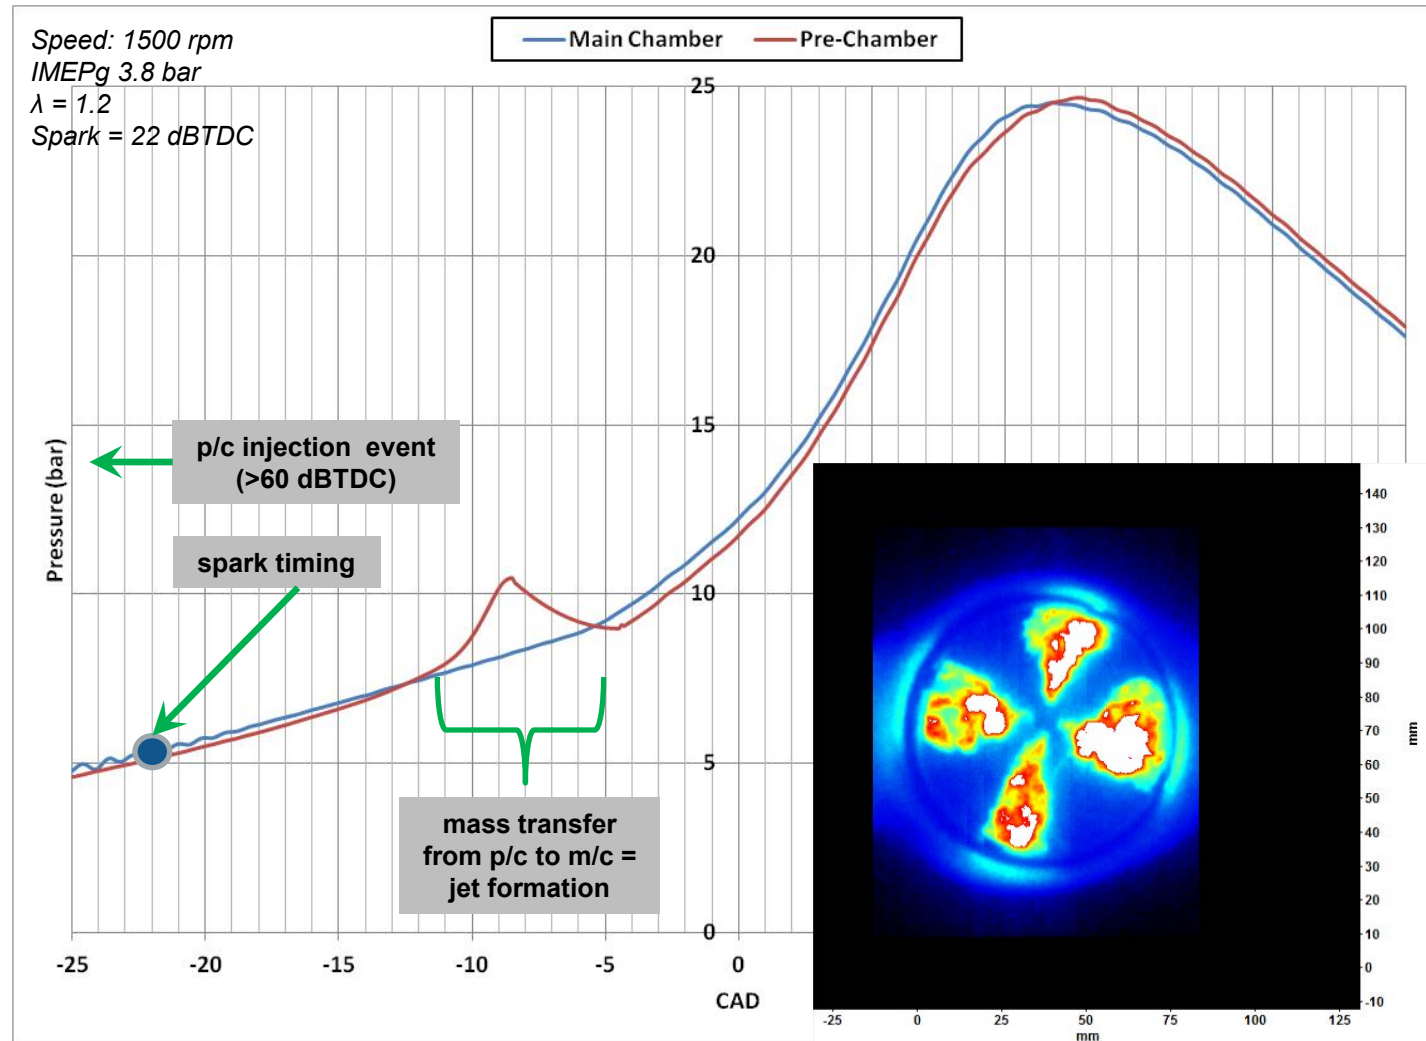 Speed: 1500 rpm
IMEPg 3.8 bar
λ = 1.2
Spark = 22 dBTDC
Main Chamber
Pre-Chamber
25
20
15
10
5
0
Pressure (bar)
p/c injection event
(>60 dBTDC)
spark timing
mass transfer
from p/c to m/c =
jet formation
-25
-20
-15
-10
-5
0
CAD
140
130
120
110
100
90
80
70
60
50
40
30
20
10
0
-10
mm
-25
0
25
50
75
100
125
mm